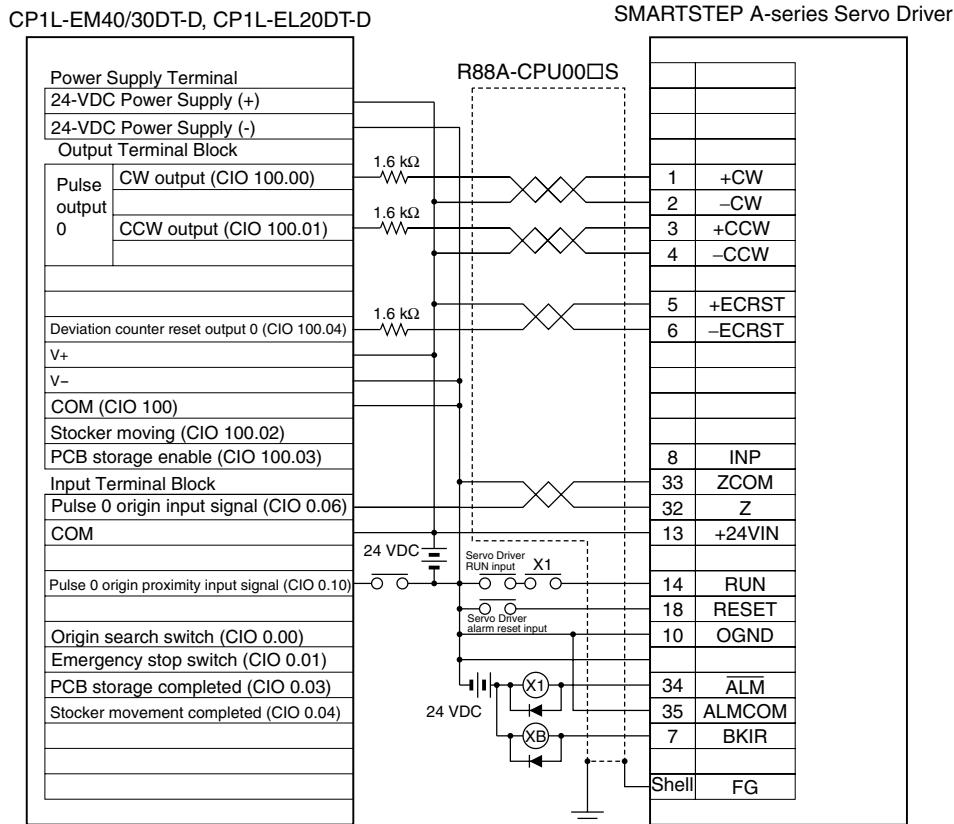 CP1L-EM40/30DT-D, CP1L-EL20DT-D
SMARTSTEP A-series Servo Driver
R88A-CPU00□S
Power Supply Terminal
24-VDC Power Supply (+)
24-VDC Power Supply (-)
Output Terminal Block
Pulse output 0
CW output (CIO 100.00)
1.6 kΩ
1 +CW
2 −CW
CCW output (CIO 100.01)
1.6 kΩ
3 +CCW
4 −CCW
5 +ECRST
Deviation counter reset output 0 (CIO 100.04)
1.6 kΩ
6 −ECRST
V+
V−
COM (CIO 100)
Stocker moving (CIO 100.02)
PCB storage enable (CIO 100.03)
8 INP
Input Terminal Block
33 ZCOM
Pulse 0 origin input signal (CIO 0.06)
32 Z
COM
13 +24VIN
24 VDC
Servo Driver
RUN input
X1
Pulse 0 origin proximity input signal (CIO 0.10)
14 RUN
18 RESET
Servo Driver
alarm reset input
Origin search switch (CIO 0.00)
10 OGND
Emergency stop switch (CIO 0.01)
PCB storage completed (CIO 0.03)
X1
34 ALM
Stocker movement completed (CIO 0.04)
24 VDC
35 ALMCOM
XB
7 BKIR
Shell FG